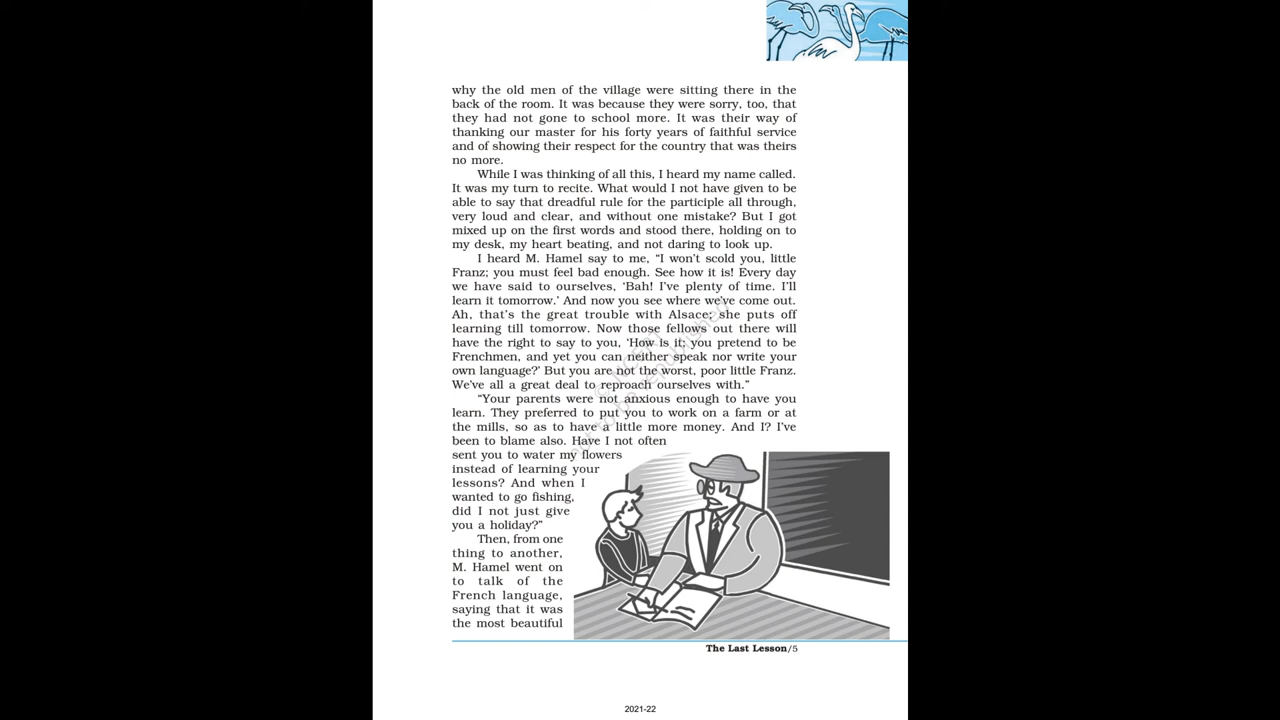 why the old men of the village were sitting there in the
back of the room. It was because they were sorry, too, that
they had not gone to school more. It was their way of
thanking our master for his forty years of faithful service
and of showing their respect for the country that was theirs
no more.
While I was thinking of all this, I heard my name called.
It was my turn to recite. What would I not have given to be
able to say that dreadful rule for the participle all through,
very loud and clear, and without one mistake? But I got
mixed up on the first words and stood there, holding on to
my desk, my heart beating, and not daring to look up.
I heard M. Hamel say to me, “I won't scold you, little
Franz; you must feel bad enough. See how it is! Every day
we have said to ourselves, ‘Bah! I've plenty of time. I'll
learn it tomorrow.’ And now you see where we've come out.
Ah, that's the great trouble with Alsace; she puts off
learning till tomorrow. Now those fellows out there will
have the right to say to you, ‘How is it; you pretend to be
Frenchmen, and yet you can neither speak nor write your
own language?’ But you are not the worst, poor little Franz.
We've all a great deal to reproach ourselves with.”
“Your parents were not anxious enough to have you
learn. They preferred to put you to work on a farm or at
the mills, so as to have a little more money. And I? I've
been to blame also. Have I not often
sent you to water my flowers
instead of learning your
lessons? And when I
wanted to go fishing,
did I not just give
you a holiday?”
Then, from one
thing to another,
M. Hamel went on
to talk of the
French language,
saying that it was
the most beautiful
The Last Lesson/5
2021-22